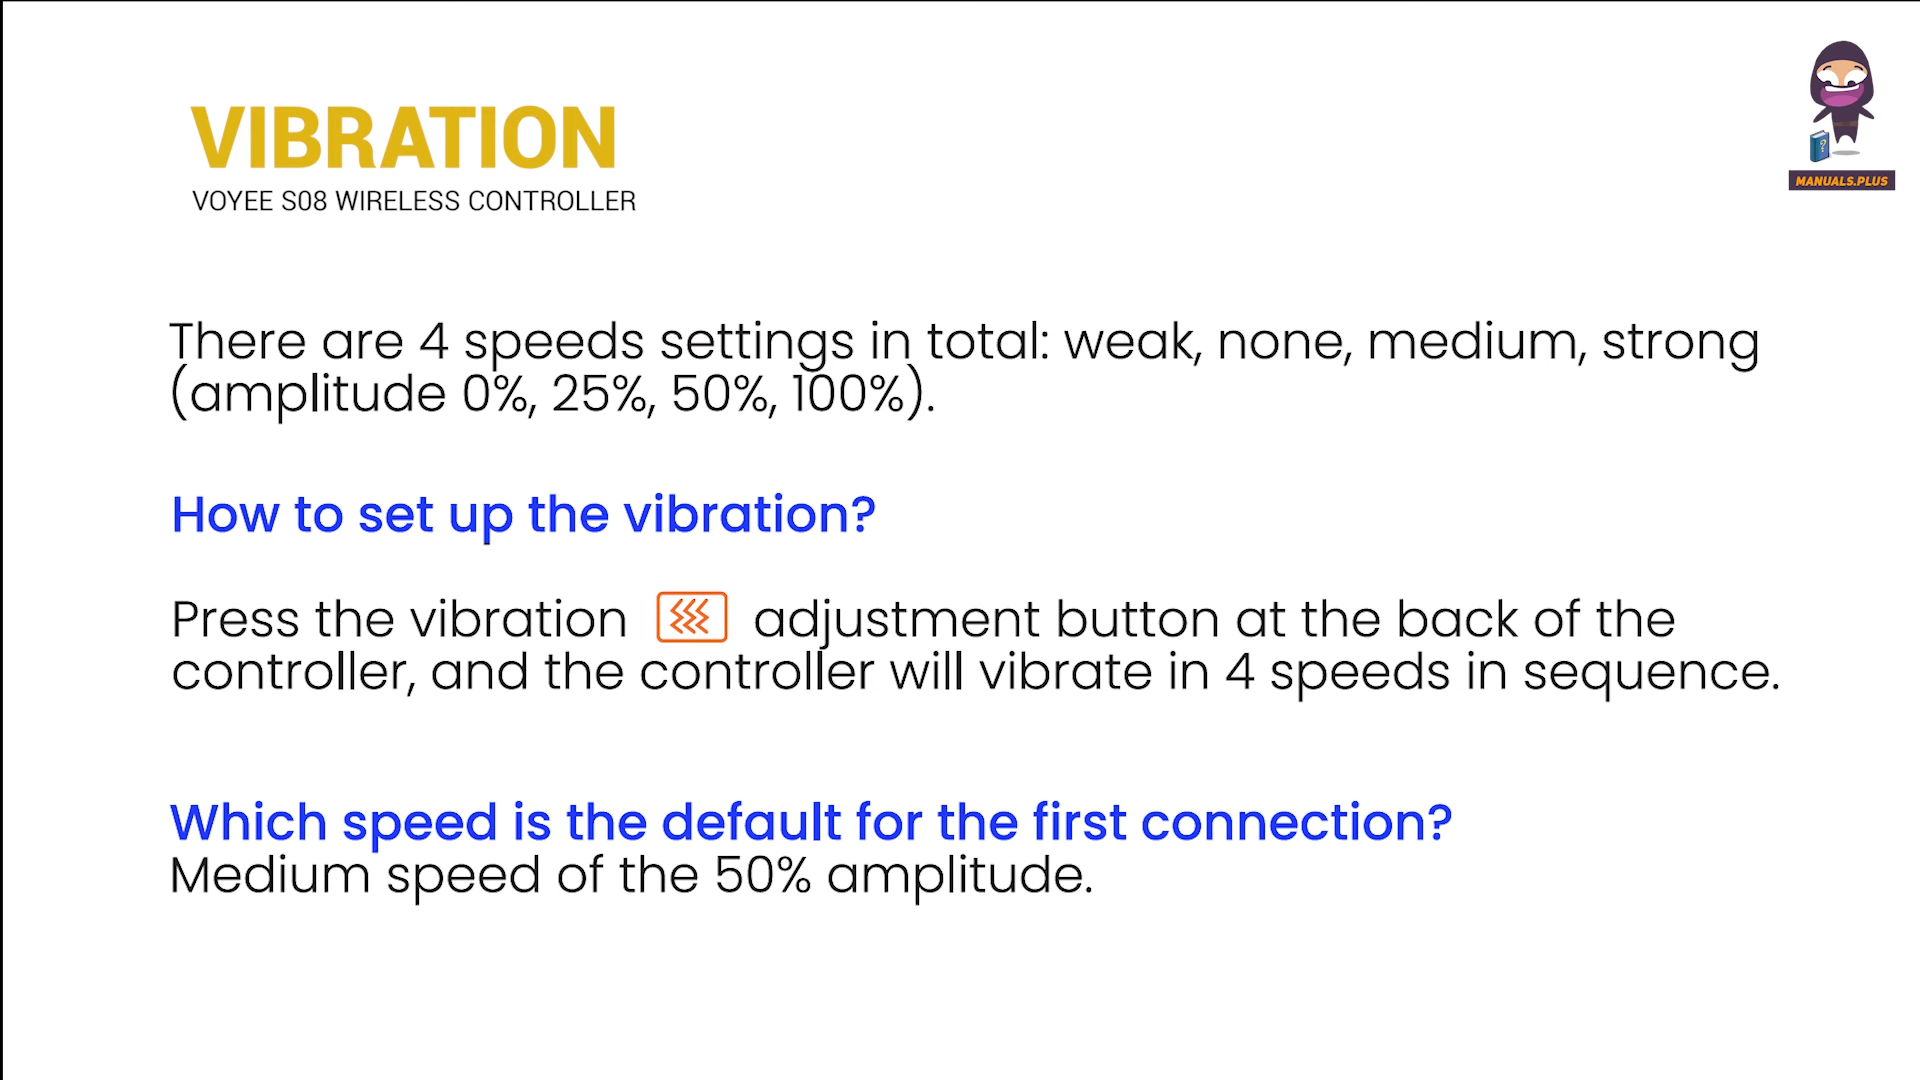 VIBRATION
VOYEE S08 WIRELESS CONTROLLER
MANUALS.PLUS
There are 4 speeds settings in total: weak, none, medium, strong
(amplitude 0%, 25%, 50%, 100%).
How to set up the vibration?
Press the vibration adjustment button at the back of the
controller, and the controller will vibrate in 4 speeds in sequence.
Which speed is the default for the first connection?
Medium speed of the 50% amplitude.